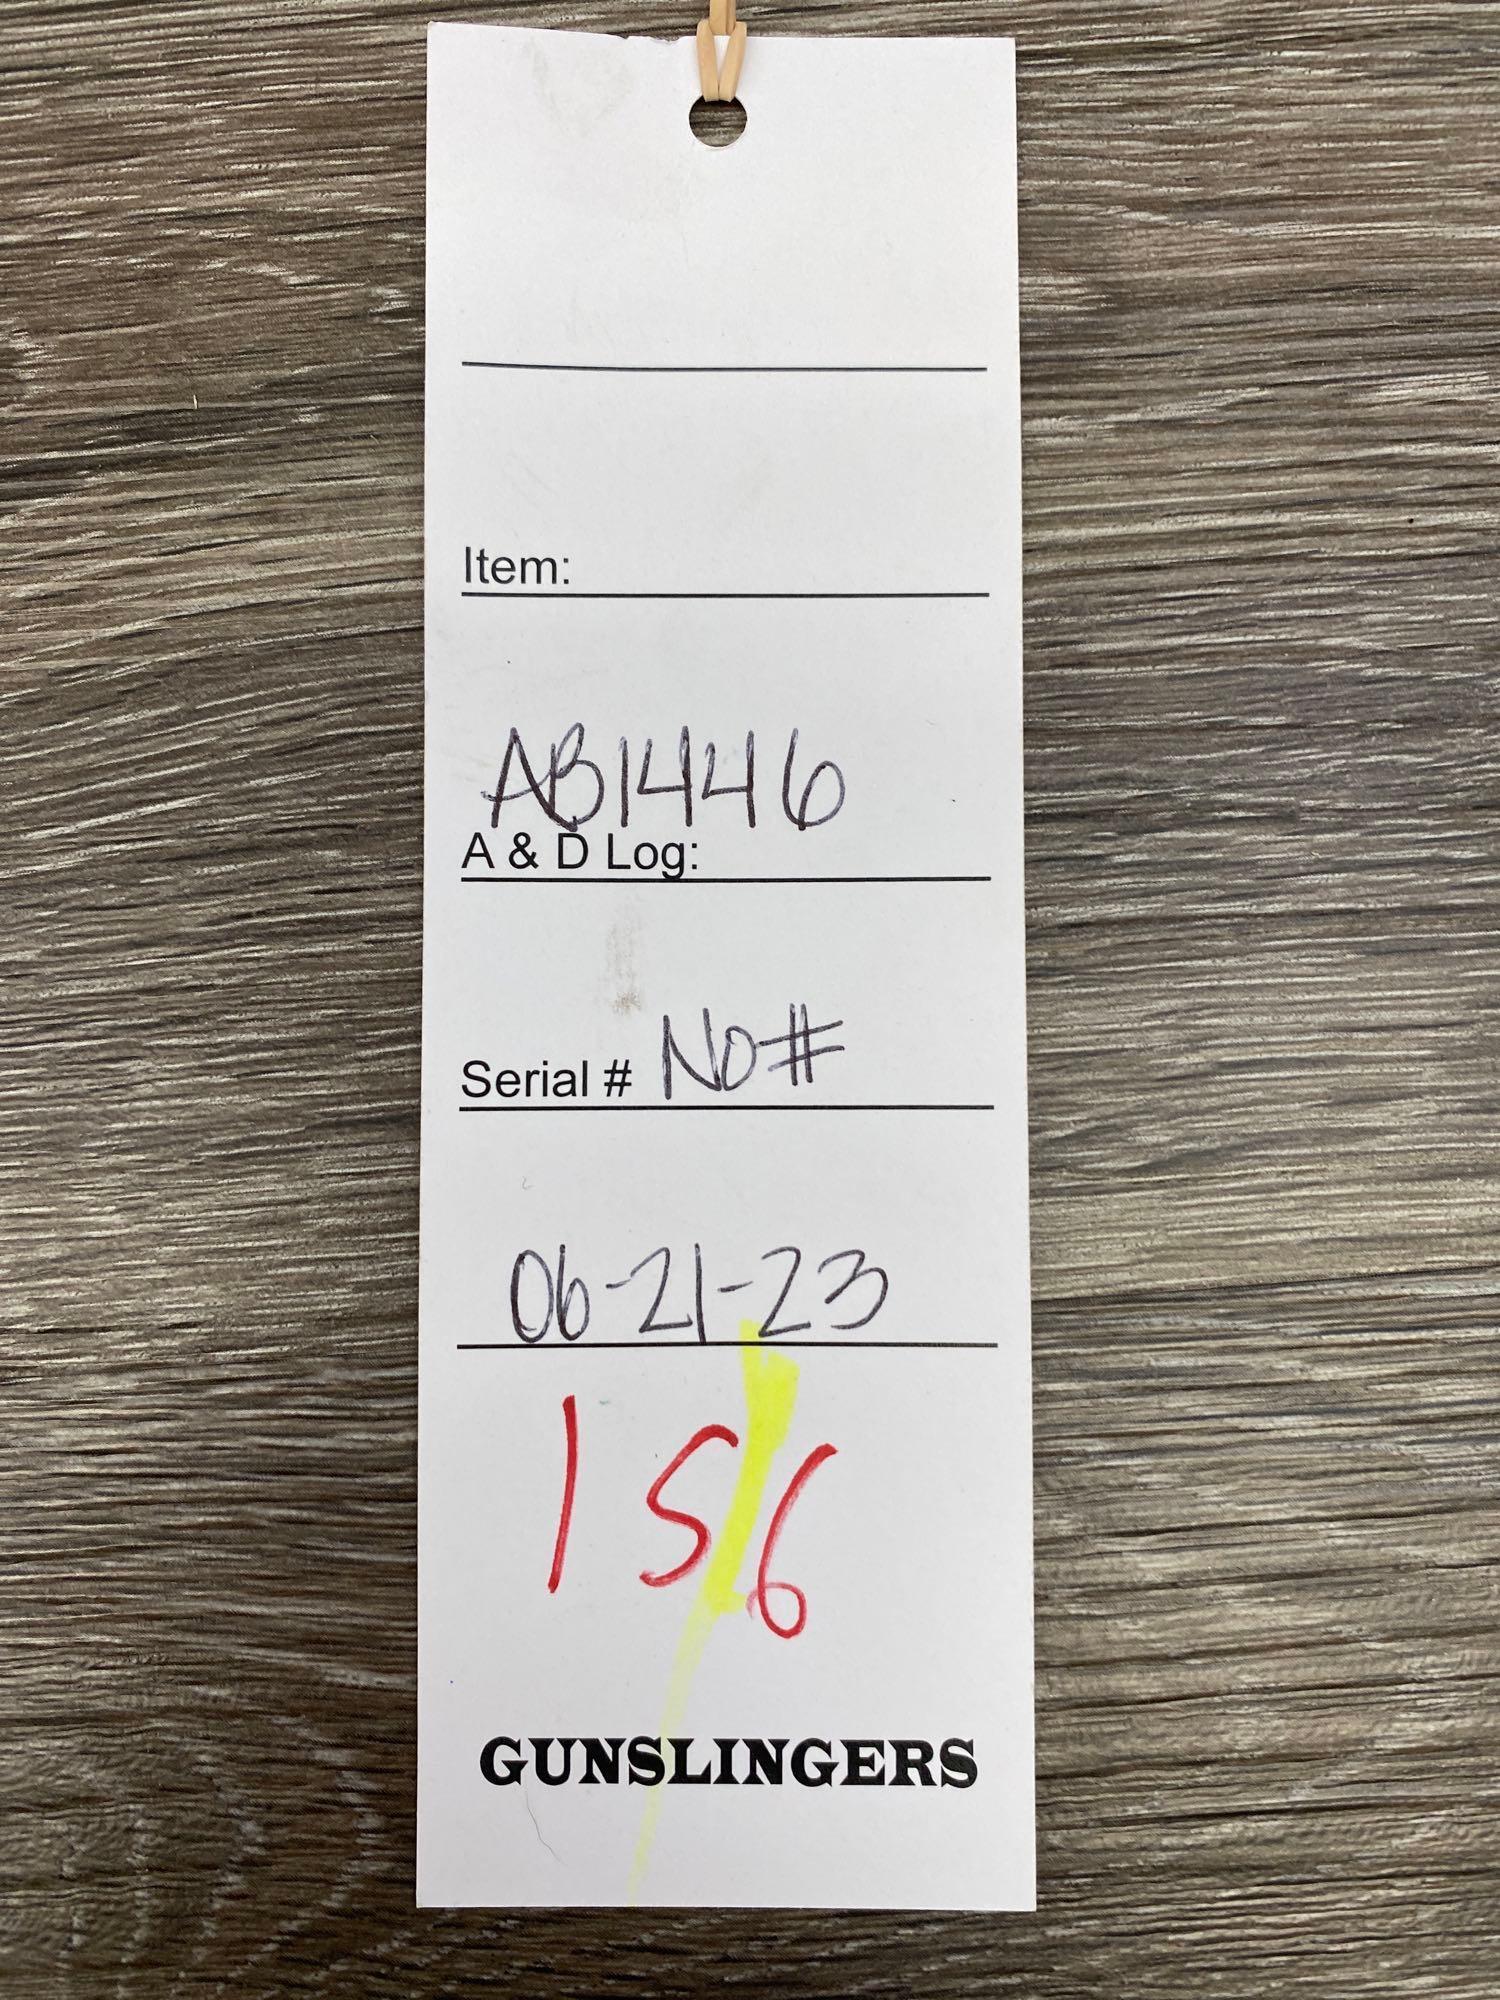 Item:
AB1446
A & D Log:
Serial # No#
06-21-23
156
GUNSLINGERS